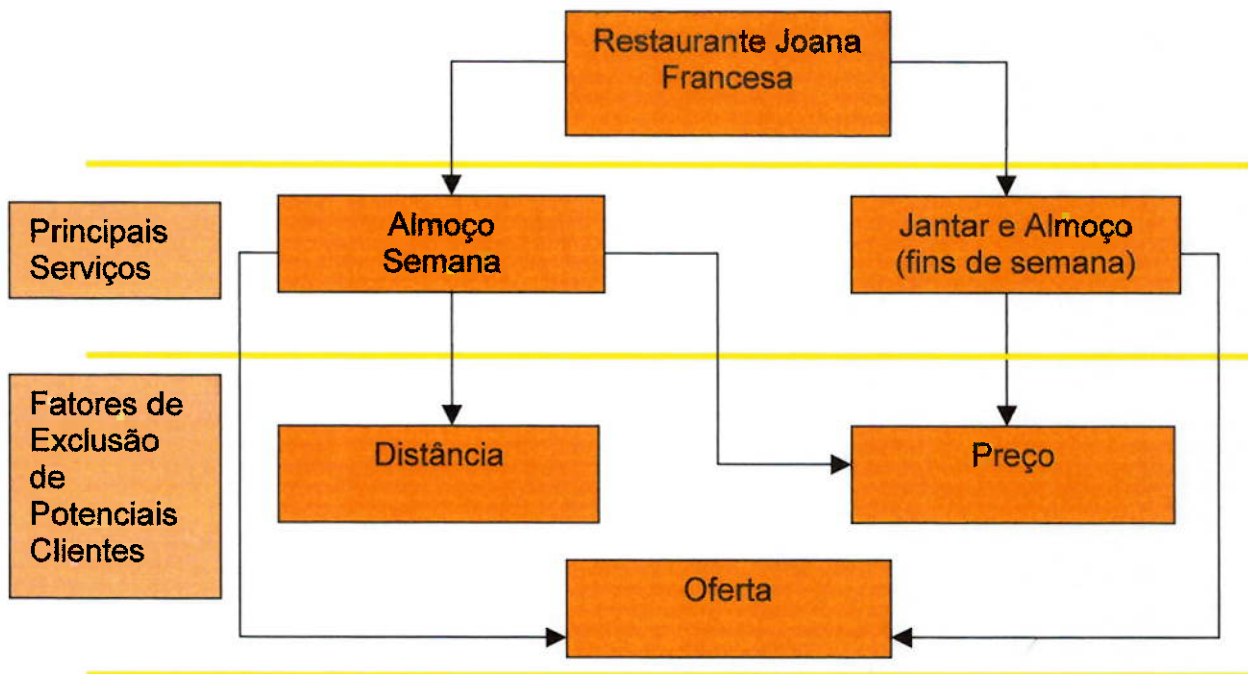 Restaurante Joana
Francesa
Principais
Serviços
Almoço
Semana
Jantar e Almoço
(fins de semana)
Fatores de
Exclusão
de
Potenciais
Clientes
Distância
Preço
Oferta